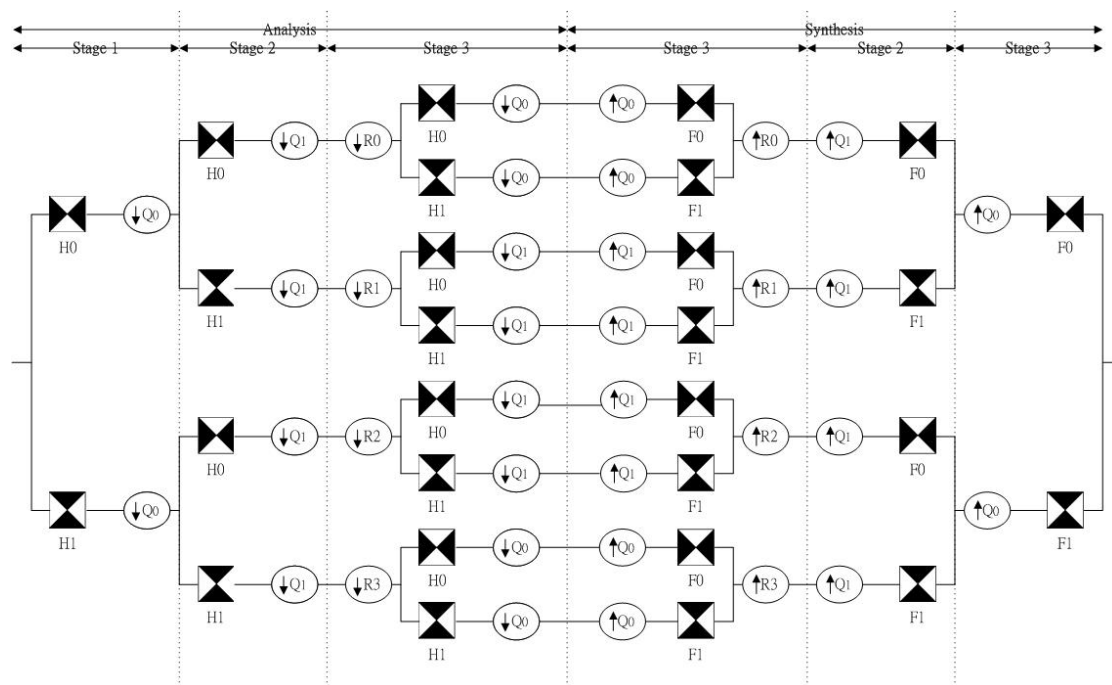 Analysis Synthesis
Stage 1 Stage 2 Stage 3 Stage 3 Stage 2 Stage 3
↓Q0 ↑Q0
H0 F0
↓Q1 ↓R0 ↑R0 ↑Q1
H0 F0
↓Q0 ↑Q0
H1 F1
H0 ↓Q0 ↑Q0 F0
↓Q1 ↑Q1
H0 F0
↓Q1 ↓R1 ↑R1 ↑Q1
H1 F1
↓Q1 ↑Q1
H1 F1
↓Q1 ↑Q1
H0 F0
↓Q1 ↓R2 ↑R2 ↑Q1
H0 F0
↓Q1 ↑Q1
H1 F1
↓Q0 ↑Q0
H1 F1
↓Q0 ↑Q0
H0 F0
↓Q1 ↓R3 ↑R3 ↑Q1
H1 F1
↓Q0 ↑Q0
H1 F1